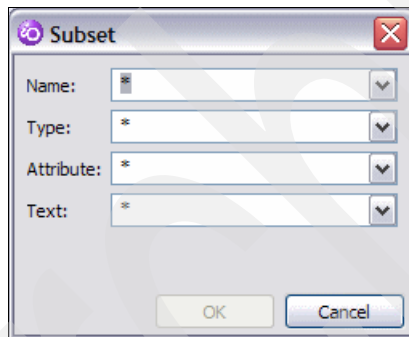 Subset
Name: *
Type: *
Attribute: *
Text: *
OK Cancel